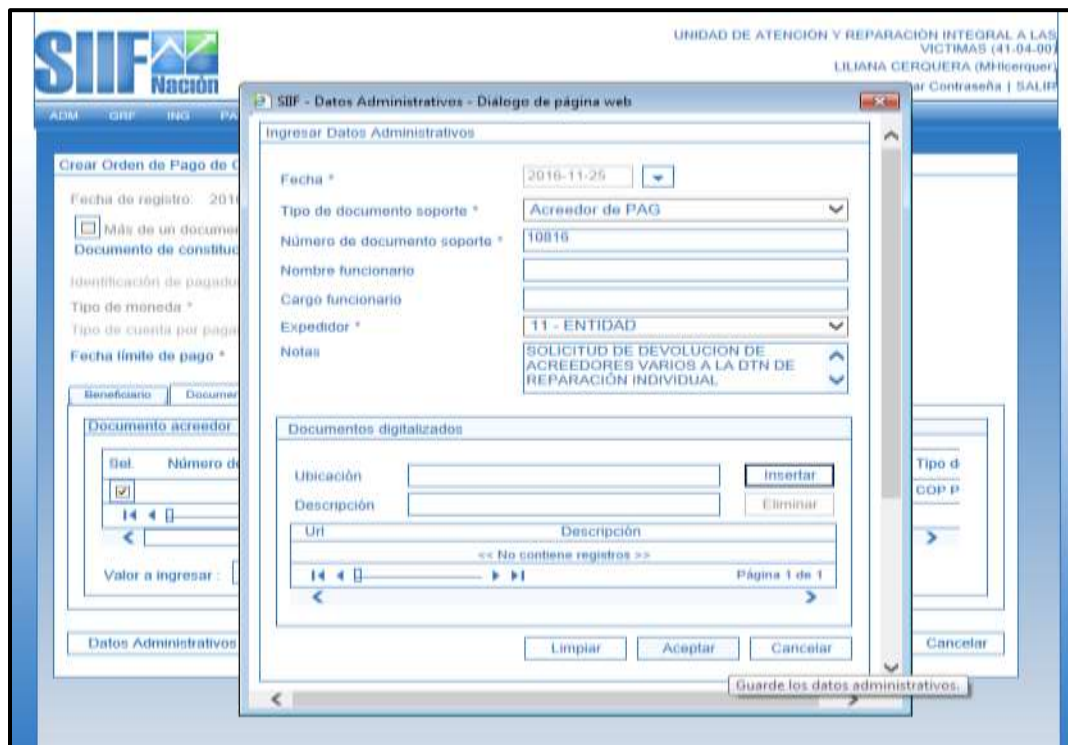 SIIF
Nación
UNIDAD DE ATENCION Y REPARACIÓN INTEGRAL A LAS
VICTIMAS (41-04-00)
LILIANA CERQUERA (MHlcerquer)
ar Contraseña | SALIR
ADM GRF ING PA
SIIF - Datos Administrativos - Diálogo de página web
Ingresar Datos Administrativos
Fecha * 2016-11-25
Tipo de documento soporte * Acreedor de PAG
Número de documento soporte * 10816
Nombre funcionario
Cargo funcionario
Expedidor * 11 - ENTIDAD
Notas SOLICITUD DE DEVOLUCION DE
ACREEDORES VARIOS A LA DTN DE
REPARACIÓN INDIVIDUAL
Documentos digitalizados
Ubicación Insertar
Descripción Eliminar
Url Descripción
<< No contiene registros >>
Página 1 de 1
Limpiar Aceptar Cancelar
Guarde los datos administrativos.
Crear Orden de Pago de
Fecha de registro: 201
Más de un documen
Documento de constituc
Identificación de pagadu
Tipo de moneda *
Tipo de cuenta por paga
Fecha límite de pago *
Beneficiario Documen
Documento acreedor
Sel. Número de Tipo d
COP P
Valor a ingresar :
Datos Administrativos Cancelar